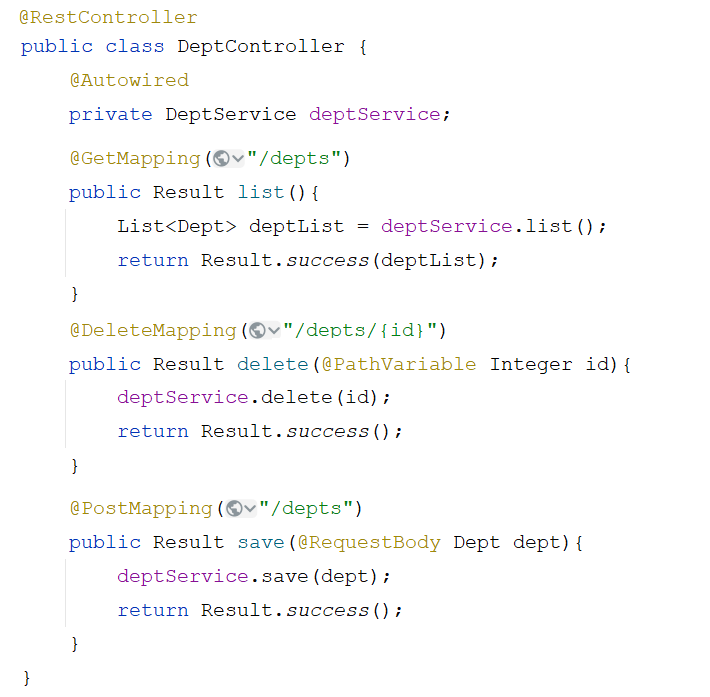 @RestController
public class DeptController {
    @Autowired
    private DeptService deptService;
    @GetMapping("/depts")
    public Result list(){
        List<Dept> deptList = deptService.list();
        return Result.success(deptList);
    }
    @DeleteMapping("/depts/{id}")
    public Result delete(@PathVariable Integer id){
        deptService.delete(id);
        return Result.success();
    }
    @PostMapping("/depts")
    public Result save(@RequestBody Dept dept){
        deptService.save(dept);
        return Result.success();
    }
}